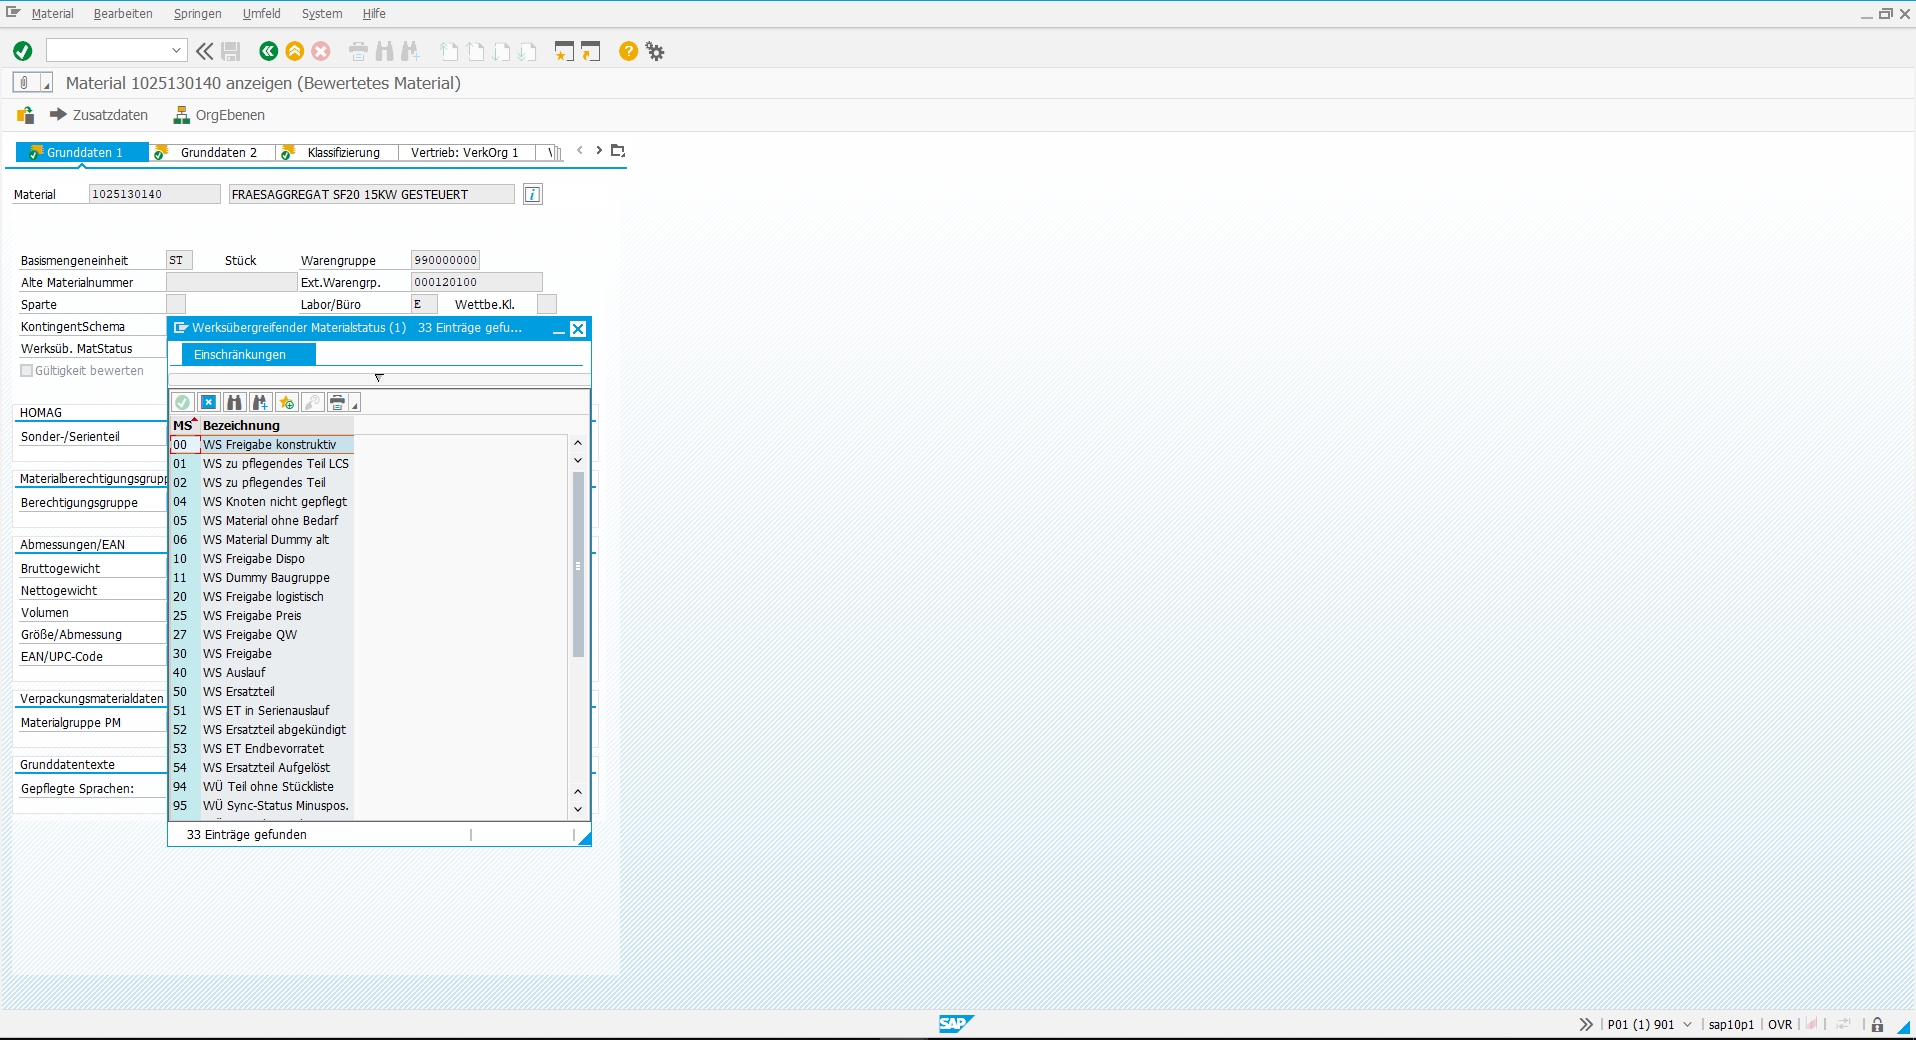 Material Bearbeiten Springen Umfeld System Hilfe
Material 1025130140 anzeigen (Bewertetes Material)
Zusatzdaten OrgEbenen
Grunddaten 1 Grunddaten 2 Klassifizierung Vertrieb: VerkOrg 1
Material 1025130140 FRAESAGGREGAT SF20 15KW GESTEUERT
Basismengeneinheit ST Stück Warengruppe 990000000
Alte Materialnummer Ext.Warengrp. 000120100
Sparte Labor/Büro E Wettbe.Kl.
KontingentSchema
Werksüb. MatStatus
Gültigkeit bewerten
HOMAG
Sonder-/Serienteil
Materialberechtigungsgrupp
Berechtigungsgruppe
Abmessungen/EAN
Bruttogewicht
Nettogewicht
Volumen
Größe/Abmessung
EAN/UPC-Code
Verpackungsmaterialdaten
Materialgruppe PM
Grunddatentexte
Gepflegte Sprachen:
Werksübergreifender Materialstatus (1) 33 Einträge gefu...
Einschränkungen
MS Bezeichnung
00 WS Freigabe konstruktiv
01 WS zu pflegendes Teil LCS
02 WS zu pflegendes Teil
04 WS Knoten nicht gepflegt
05 WS Material ohne Bedarf
06 WS Material Dummy alt
10 WS Freigabe Dispo
11 WS Dummy Baugruppe
20 WS Freigabe logistisch
25 WS Freigabe Preis
27 WS Freigabe QW
30 WS Freigabe
40 WS Auslauf
50 WS Ersatzteil
51 WS ET in Serienauslauf
52 WS Ersatzteil abgekündigt
53 WS ET Endbevorratet
54 WS Ersatzteil Aufgelöst
94 WÜ Teil ohne Stückliste
95 WÜ Sync-Status Minuspos.
33 Einträge gefunden
SAP
P01 (1) 901 sap10p1 OVR